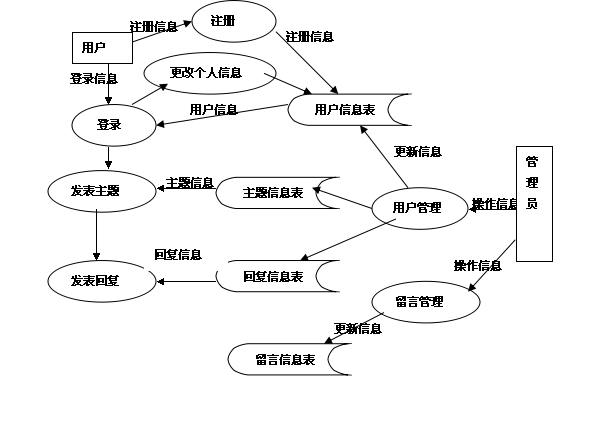 注册信息
注册
注册信息
用户
更改个人信息
登录信息
用户信息
用户信息表
登录
更新信息
管理员
发表主题
主题信息
主题信息表
用户管理
操作信息
回复信息
操作信息
发表回复
回复信息表
留言管理
更新信息
留言信息表